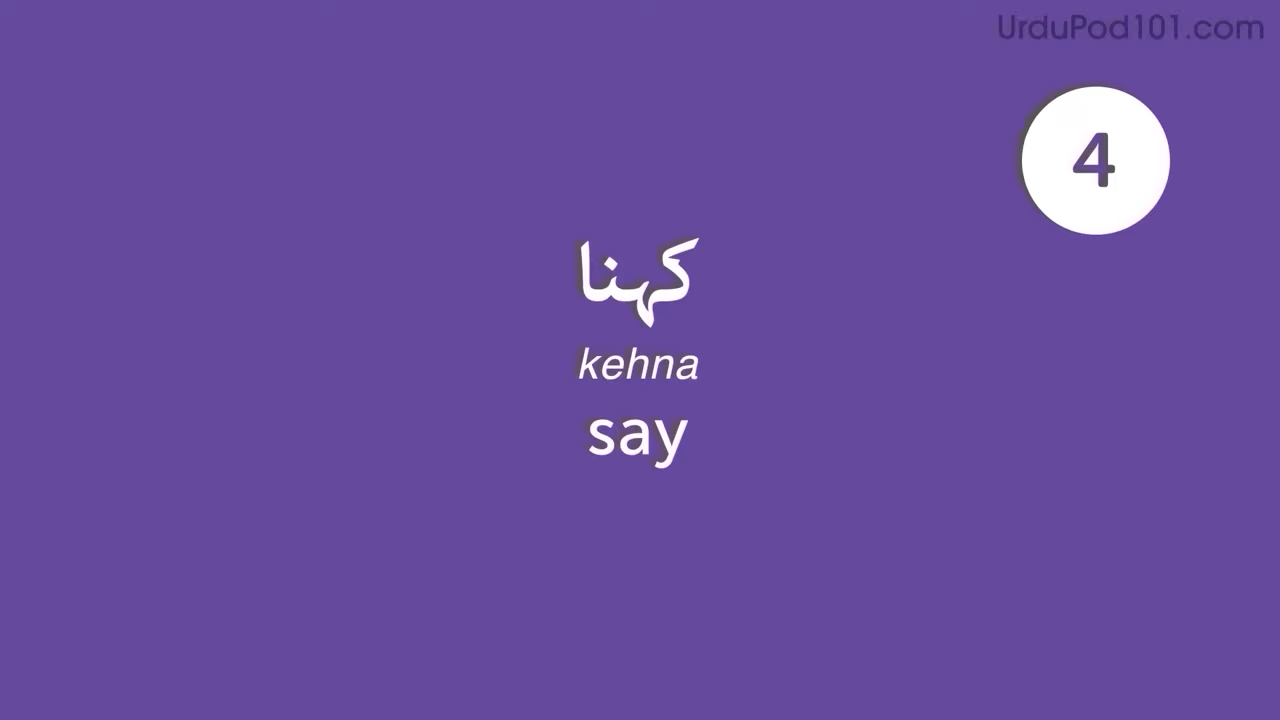 UrduPod101.com
4
کہنا
kehna
say